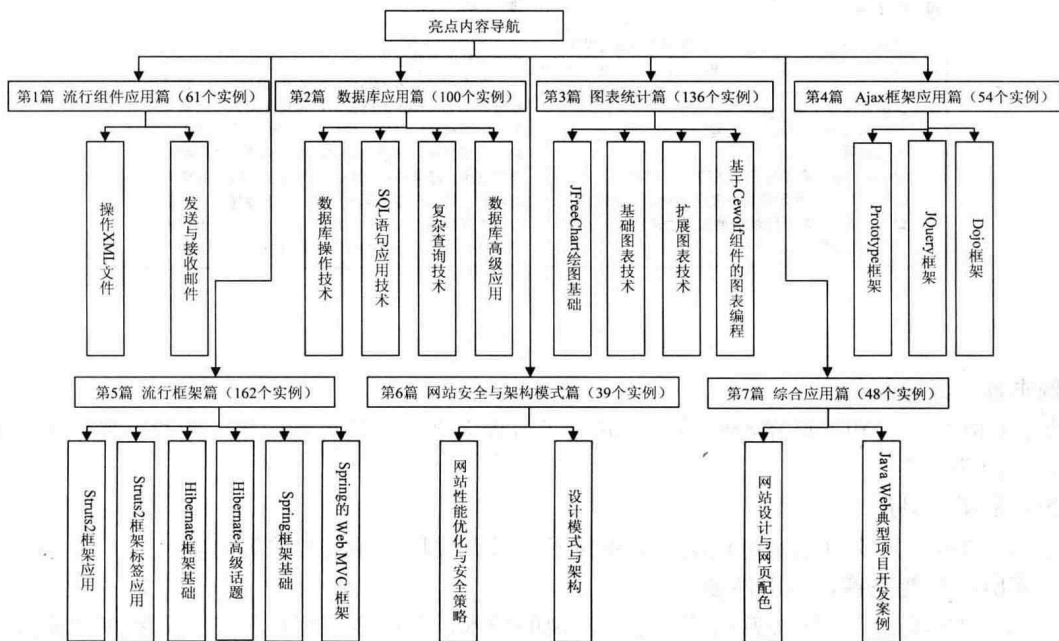 亮点内容导航
第1篇 流行组件应用篇（61个实例）
第2篇 数据库应用篇（100个实例）
第3篇 图表统计篇（136个实例）
第4篇 Ajax框架应用篇（54个实例）
操作XML文件
发送与接收邮件
数据库操作技术
SQL语句应用技术
复杂查询技术
数据库高级应用
JFreeChart绘图基础
基础图表技术
扩展图表技术
基于Cewolf组件的图表编程
Prototype框架
JQuery框架
Dojo框架
第5篇 流行框架篇（162个实例）
第6篇 网站安全与架构模式篇（39个实例）
第7篇 综合应用篇（48个实例）
Struts2框架应用
Struts2框架标签应用
Hibernate框架基础
Hibernate高级话题
Spring框架基础
Spring的 Web MVC 框架
网站性能优化与安全策略
设计模式与架构
网站设计与网页配色
Java Web典型项目开发案例